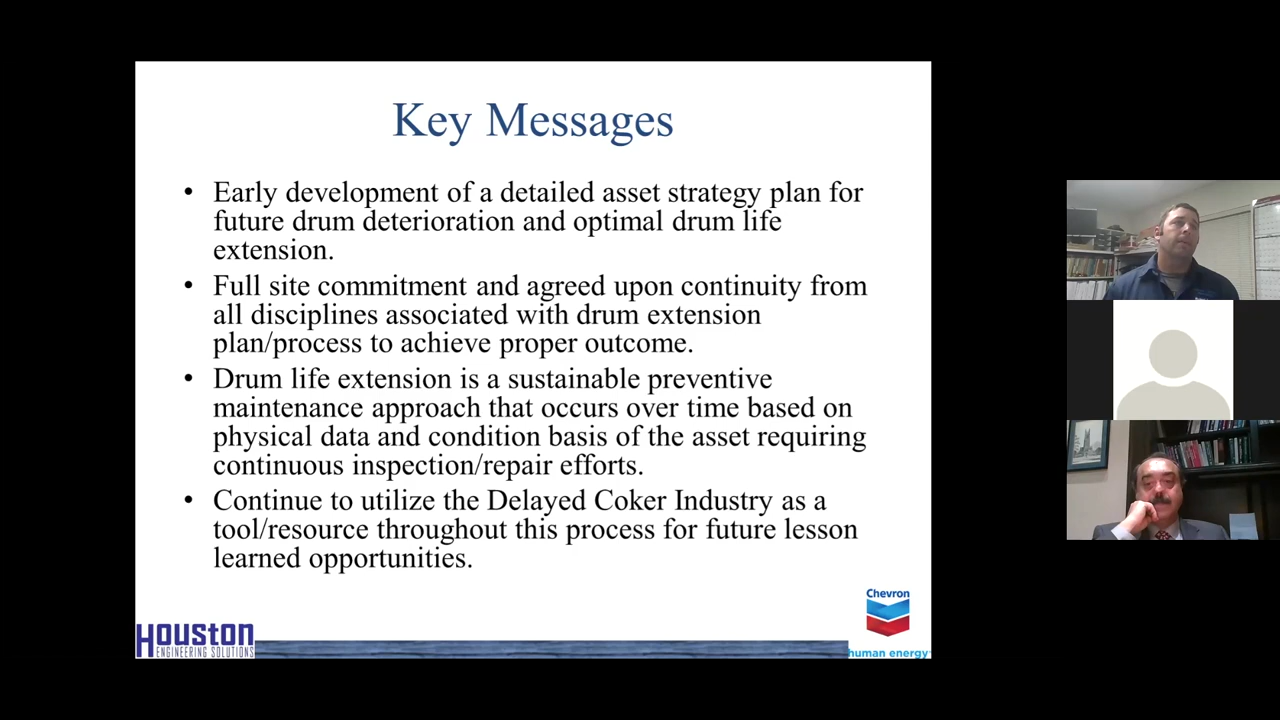 Key Messages
• Early development of a detailed asset strategy plan for
future drum deterioration and optimal drum life
extension.
• Full site commitment and agreed upon continuity from
all disciplines associated with drum extension
plan/process to achieve proper outcome.
• Drum life extension is a sustainable preventive
maintenance approach that occurs over time based on
physical data and condition basis of the asset requiring
continuous inspection/repair efforts.
• Continue to utilize the Delayed Coker Industry as a
tool/resource throughout this process for future lesson
learned opportunities.
Chevron
HOUSTON
ENGINEERING SOLUTIONS
human energy